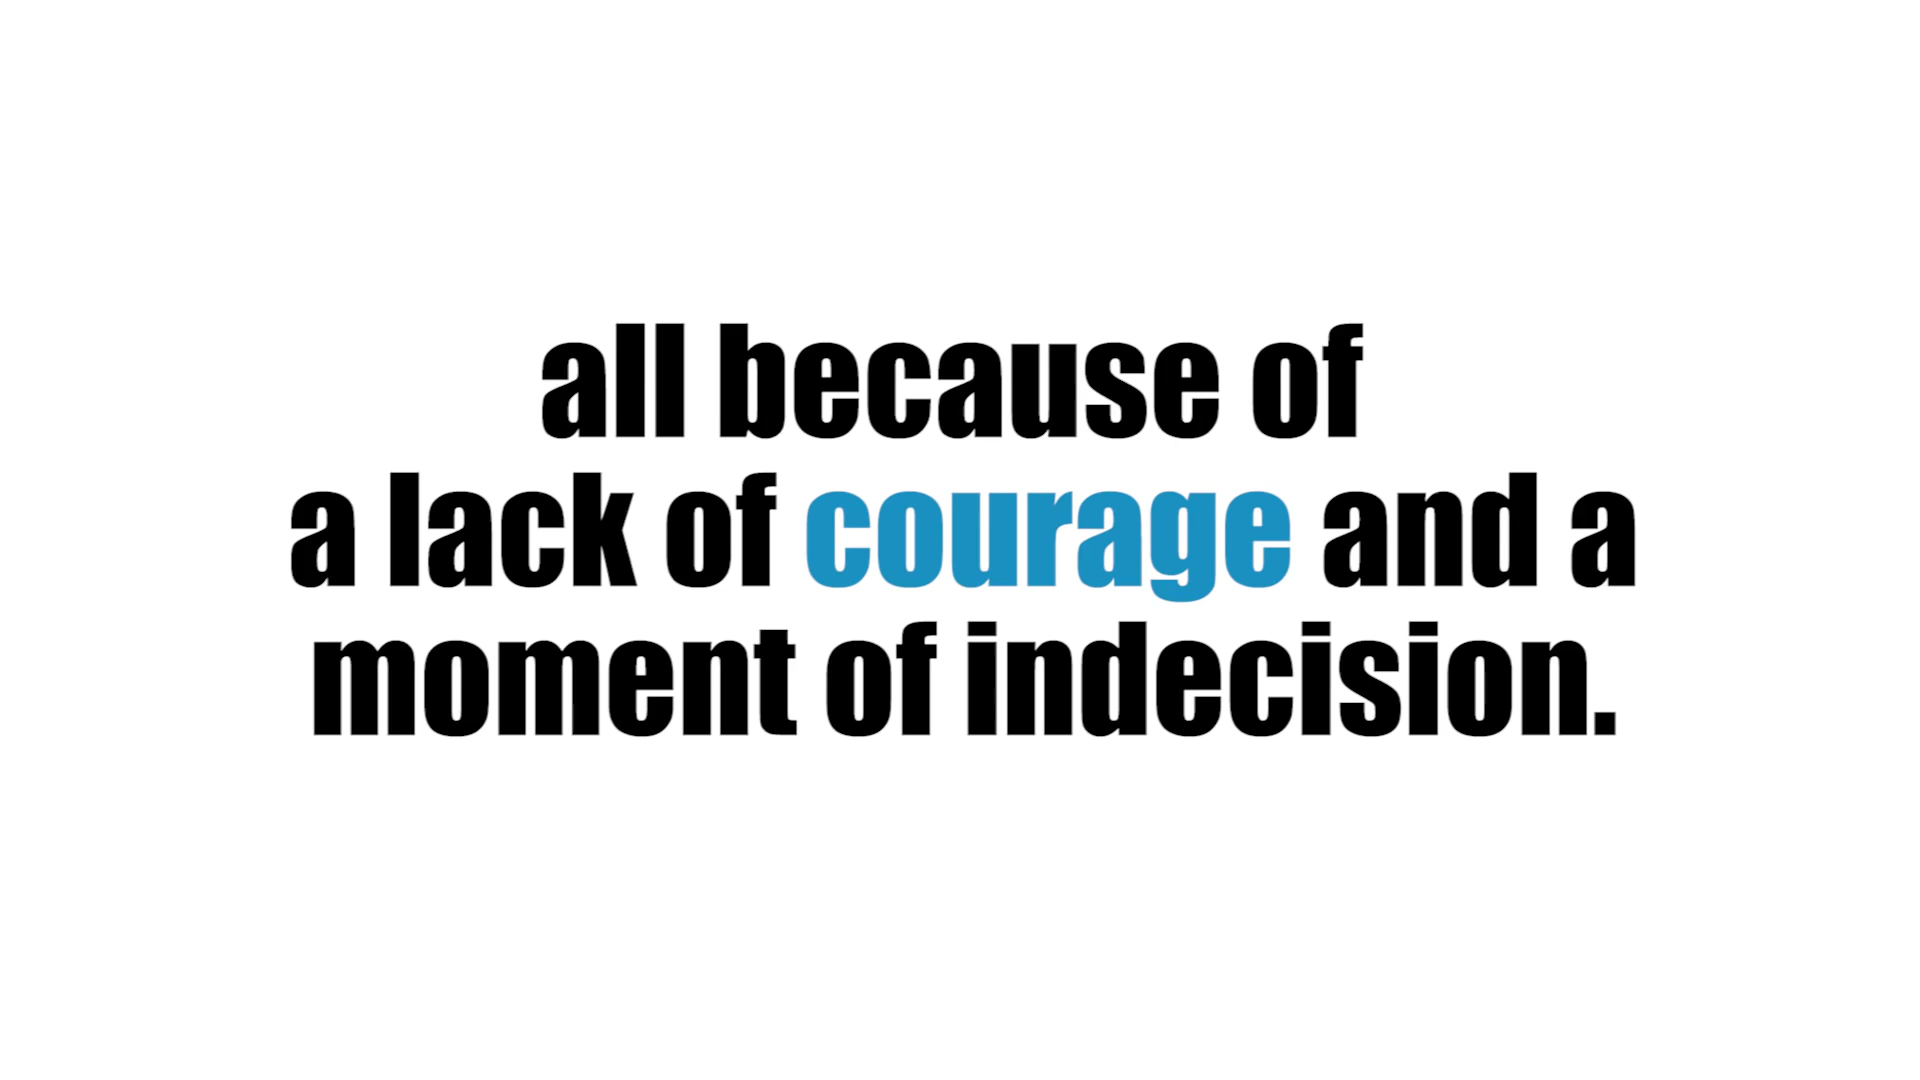 all because of
a lack of courage and a
moment of indecision.